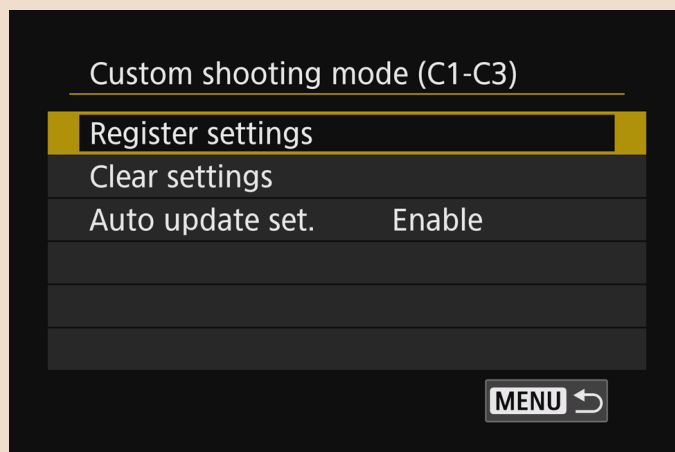 Custom shooting mode (C1-C3)
Register settings
Clear settings
Auto update set. Enable
MENU